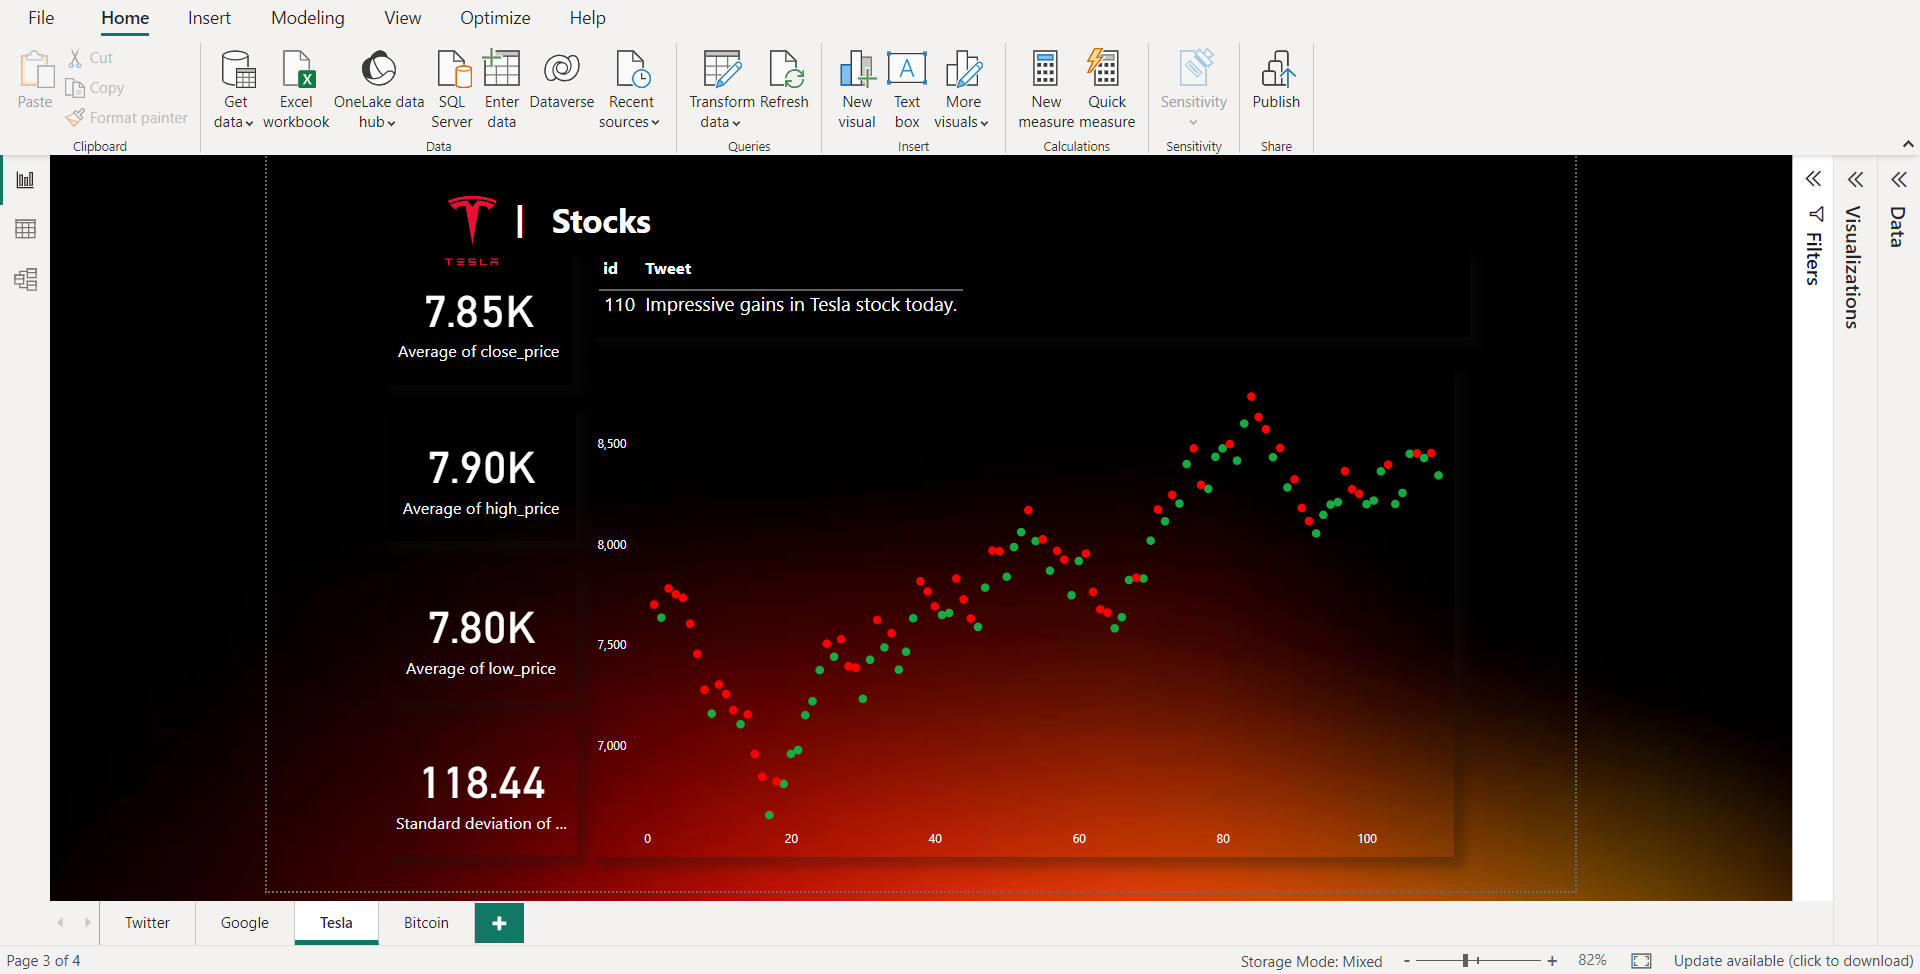 File Home Insert Modeling View Optimize Help
Paste
Cut
Copy
Format painter
Clipboard
Get data
Excel workbook
OneLake data hub
SQL Server
Enter data
Dataverse
Recent sources
Data
Transform data
Refresh
Queries
New visual
Text box
More visuals
Insert
New measure
Quick measure
Calculations
Sensitivity
Sensitivity
Publish
Share
TESLA
| Stocks
id Tweet
110 Impressive gains in Tesla stock today.
7.85K
Average of close_price
7.90K
Average of high_price
7.80K
Average of low_price
118.44
Standard deviation of ...
8,500
8,000
7,500
7,000
0 20 40 60 80 100
Filters
Visualizations
Data
Twitter Google Tesla Bitcoin +
Page 3 of 4
Storage Mode: Mixed - + 82% Update available (click to download)